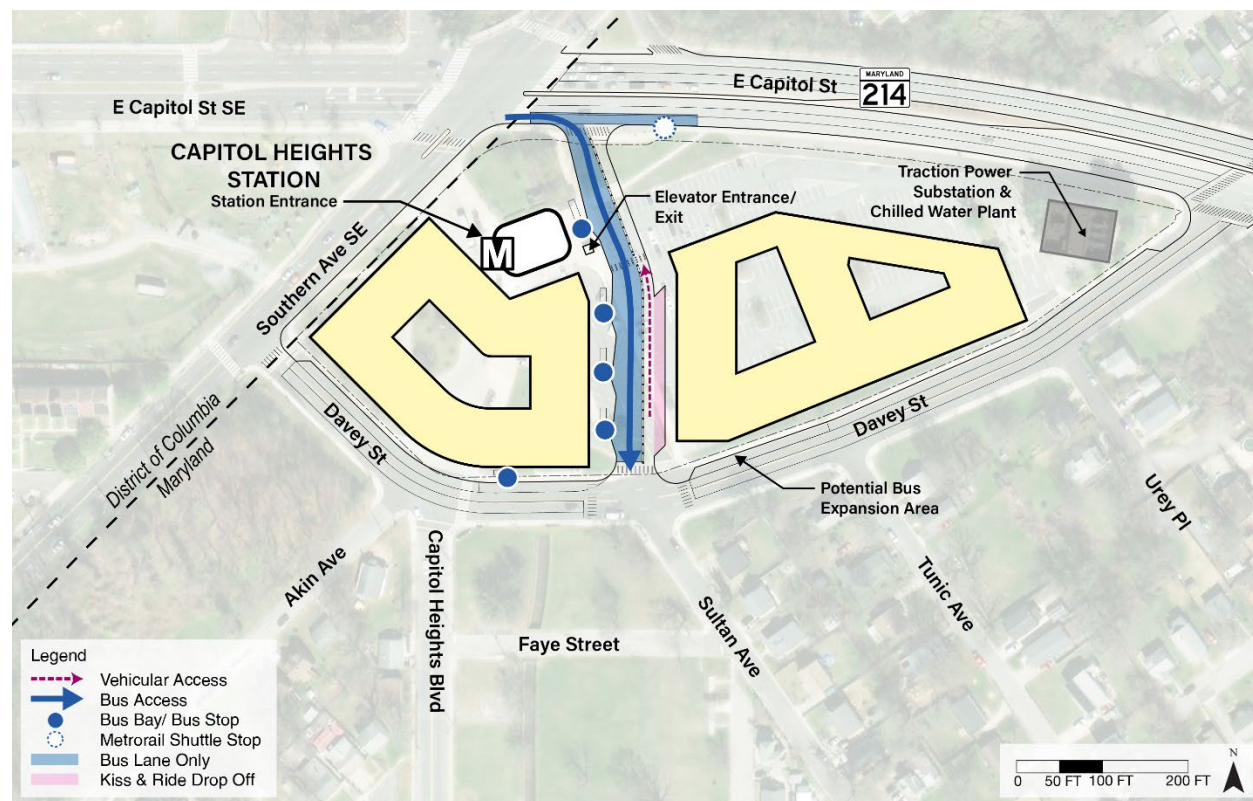 E Capitol St SE
E Capitol St
MARYLAND
214
CAPITOL HEIGHTS
STATION
Station Entrance
M
Elevator Entrance/
Exit
Traction Power
Substation &
Chilled Water Plant
Southern Ave SE
District of Columbia
Maryland
Davey St
Davey St
Potential Bus
Expansion Area
Urey Pl
Tunic Ave
Sultan Ave
Akin Ave
Capitol Heights Blvd
Faye Street
Legend
Vehicular Access
Bus Access
Bus Bay/ Bus Stop
Metrorail Shuttle Stop
Bus Lane Only
Kiss & Ride Drop Off
0 50 FT 100 FT 200 FT
N